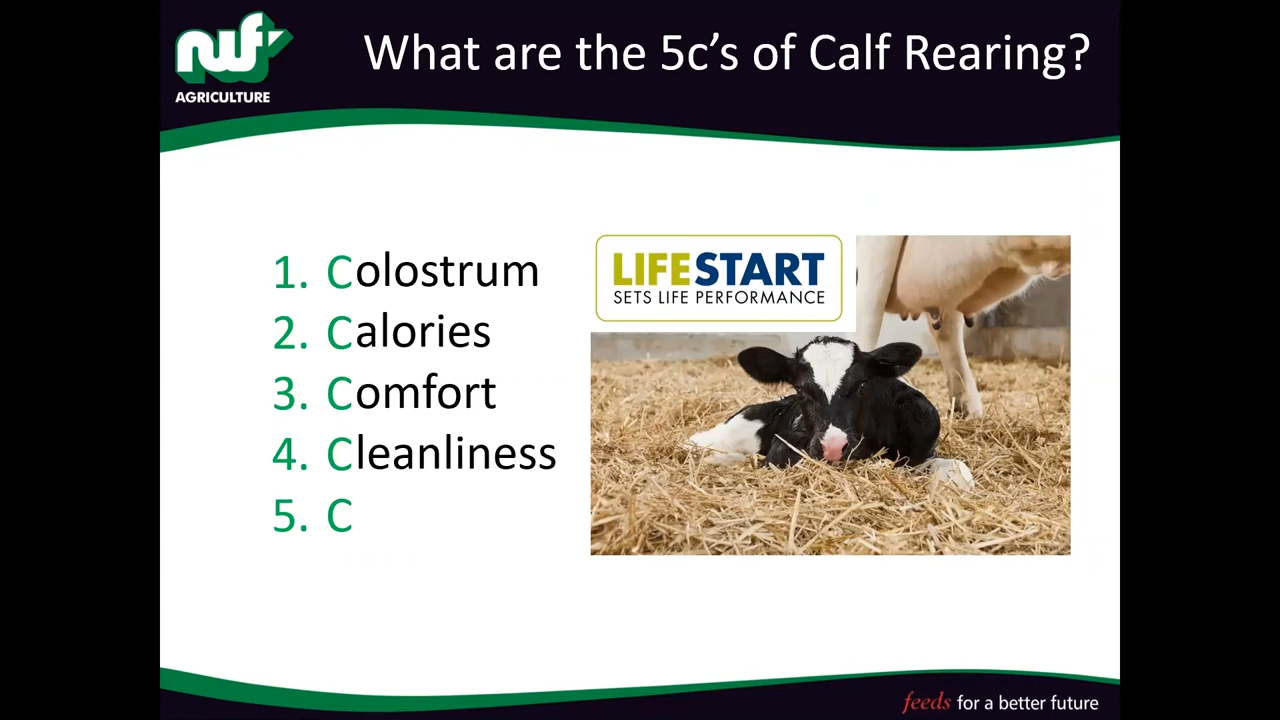 nwf
AGRICULTURE
What are the 5c's of Calf Rearing?
1. Colostrum
2. Calories
3. Comfort
4. Cleanliness
5. C
LIFESTART
SETS LIFE PERFORMANCE
feeds for a better future